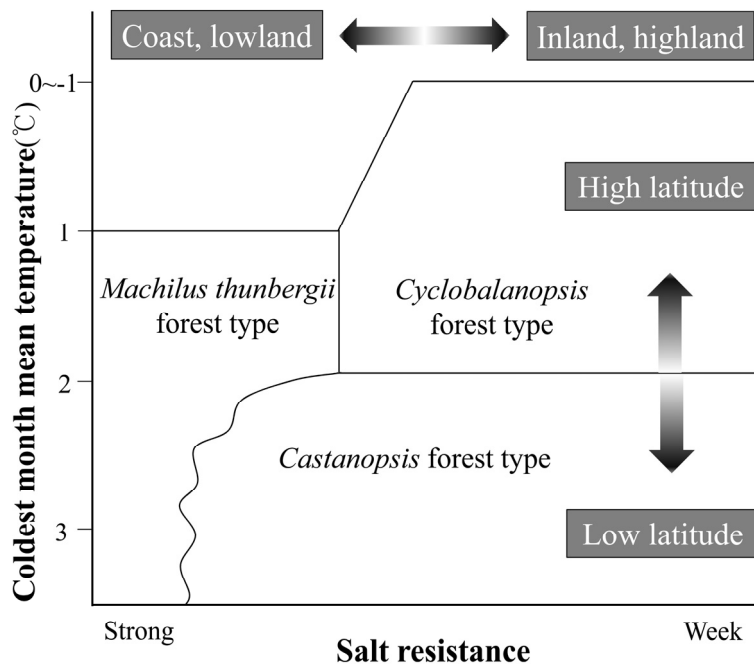 Coast, lowland
Inland, highland
0~-1
High latitude
1
Machilus thunbergii
forest type
Cyclobalanopsis
forest type
2
Castanopsis forest type
3
Low latitude
Coldest month mean temperature(℃)
Strong
Week
Salt resistance